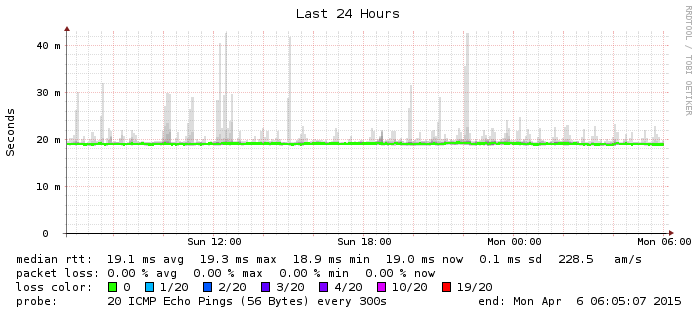 Last 24 Hours
RRDTOOL / TOBI OETIKER
Seconds
40 m
30 m
20 m
10 m
0
Sun 12:00 Sun 18:00 Mon 00:00 Mon 06:00
median rtt: 19.1 ms avg 19.3 ms max 18.9 ms min 19.0 ms now 0.1 ms sd 228.5 am/s
packet loss: 0.00 % avg 0.00 % max 0.00 % min 0.00 % now
loss color: 0 1/20 2/20 3/20 4/20 10/20 19/20
probe: 20 ICMP Echo Pings (56 Bytes) every 300s end: Mon Apr 6 06:05:07 2015